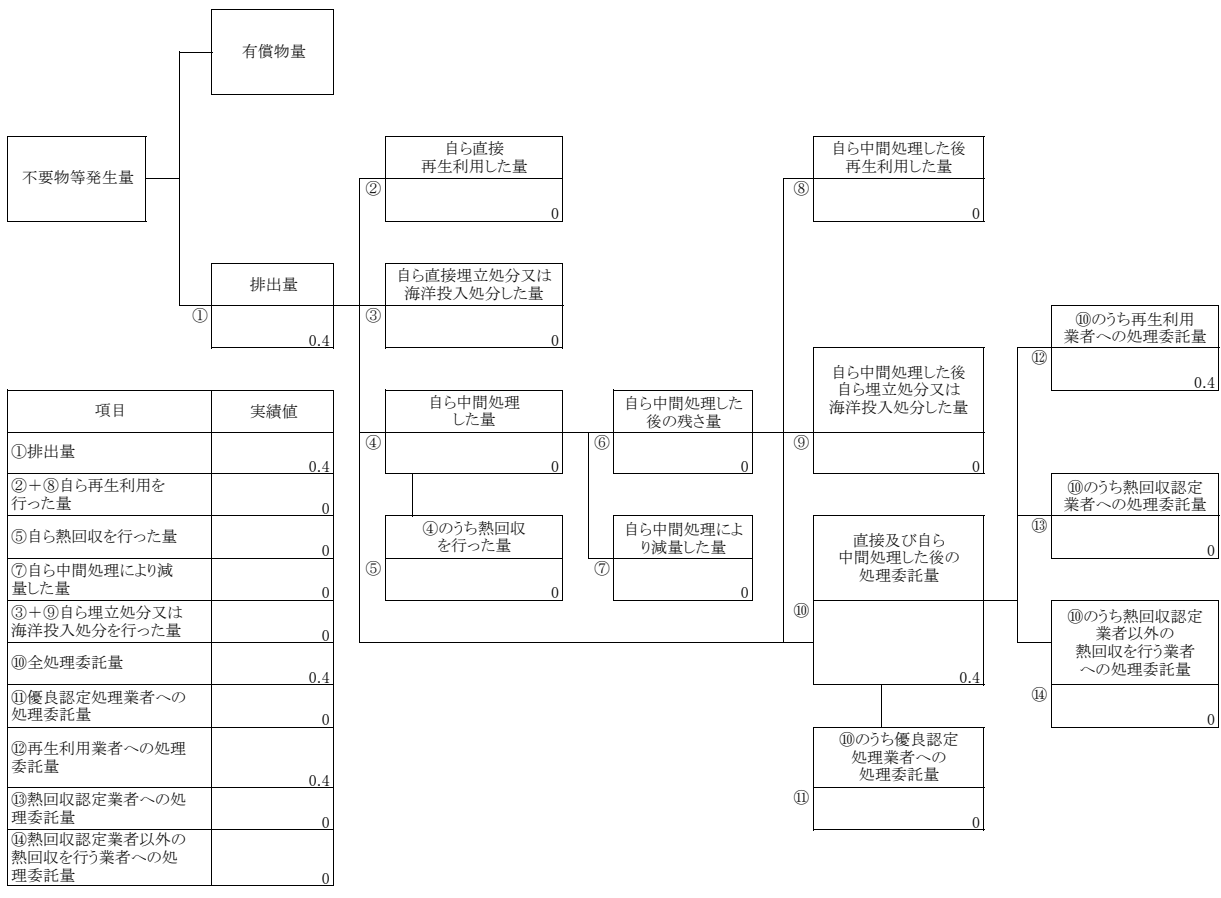 有償物量
不要物等発生量
自ら直接
再生利用した量
②
0
自ら中間処理した後
再生利用した量
⑧
0
排出量
①
0.4
自ら直接埋立処分又は
海洋投入処分した量
③
0
⑩のうち再生利用
業者への処理委託量
⑫
0.4
自ら中間処理
した量
④
0
自ら中間処理した
後の残さ量
⑥
0
自ら中間処理した後
自ら埋立処分又は
海洋投入処分した量
⑨
0
⑩のうち熱回収認定
業者への処理委託量
⑬
0
④のうち熱回収
を行った量
⑤
0
自ら中間処理によ
り減量した量
⑦
0
直接及び自ら
中間処理した後の
処理委託量
⑩
0.4
⑩のうち熱回収認定
業者以外の
熱回収を行う業者
への処理委託量
⑭
0
⑩のうち優良認定
処理業者への
処理委託量
⑪
0
項目 実績値
①排出量
0.4
②+⑧自ら再生利用を
行った量
0
⑤自ら熱回収を行った量
0
⑦自ら中間処理により減
量した量
0
③+⑨自ら埋立処分又は
海洋投入処分を行った量
0
⑩全処理委託量
0.4
⑪優良認定処理業者への
処理委託量
0
⑫再生利用業者への処理
委託量
0.4
⑬熱回収認定業者への処
理委託量
0
⑭熱回収認定業者以外の
熱回収を行う業者への処
理委託量
0